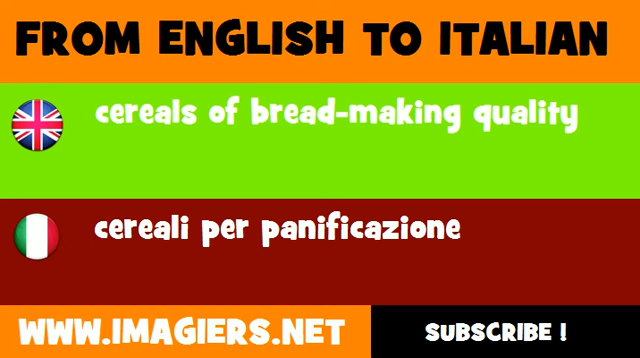 FROM ENGLISH TO ITALIAN
cereals of bread-making quality
cereali per panificazione
WWW.IMAGIERS.NET
SUBSCRIBE !